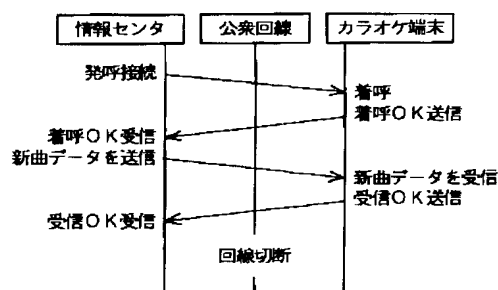 情報センタ
公衆回線
カラオケ端末
発呼接続
着呼
着呼OK送信
着呼OK受信
新曲データを送信
新曲データを受信
受信OK送信
受信OK受信
回線切断